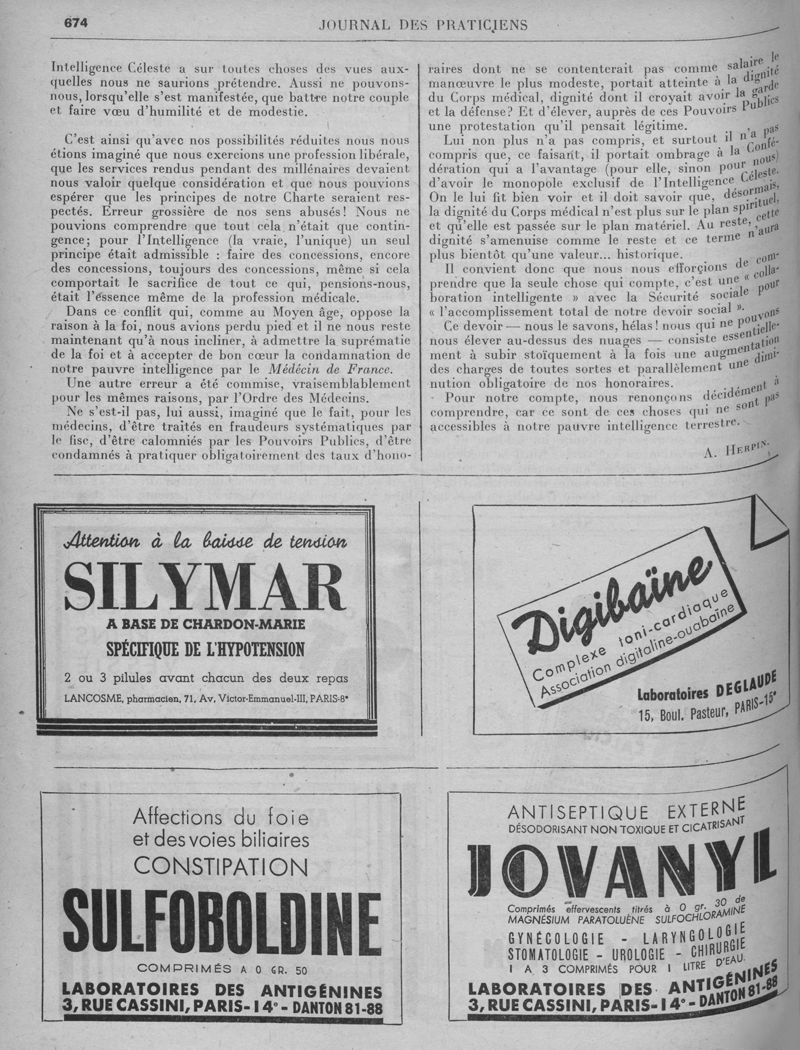 674
JOURNAL DES PRATICIENS
Intelligence Céleste a sur toutes choses des vues aux-
quelles nous ne saurions prétendre. Aussi ne pouvons-
nous, lorsqu'elle s'est manifestée, que battre notre couple
et faire vœu d'humilité et de modestie.
C'est ainsi qu'avec nos possibilités réduites nous nous
étions imaginé que nous exercions une profession libérale,
que les services rendus pendant des millénaires devaient
nous valoir quelque considération et que nous pouvions
espérer que les principes de notre Charte seraient res-
pectés. Erreur grossière de nos sens abusés! Nous ne
pouvions comprendre que tout cela n'était que contin-
gence; pour l'Intelligence (la vraie, l'unique) un seul
principe était admissible : faire des concessions, encore
des concessions, toujours des concessions, même si cela
comportait le sacrifice de tout ce qui, pensions-nous,
était l'essence même de la profession médicale.
Dans ce conflit qui, comme au Moyen âge, oppose la
raison à la foi, nous avions perdu pied et il ne nous reste
maintenant qu'à nous incliner, à admettre la suprématie
de la foi et à accepter de bon cœur la condamnation de
notre pauvre intelligence par le Médécin de France.
Une autre erreur a été commise, vraisemblablement
pour les mêmes raisons, par l'Ordre des Médecins.
Ne s'est-il pas, lui aussi, imaginé que le fait, pour les
médecins, d'être traités en fraudeurs systématiques par
le fisc, d'être calomniés par les Pouvoirs Publics, d'être
condamnés à pratiquer obligatoirement des taux d'hono-
raires dont ne se contenterait pas comme salaire le
manœuvre le plus modeste, portait atteinte à la dignité
du Corps médical, dignité dont il croyait avoir la garde
et la défense? Et d'élever, auprès de ces Pouvoirs Publics
une protestation qu'il pensait légitime.
Lui non plus n'a pas compris, et surtout il n'a pas
compris que, ce faisant, il portait ombrage à la Confé-
dération qui a l'avantage (pour elle, sinon pour nous)
d'avoir le monopole exclusif de l'Intelligence Céleste.
On le lui fit bien voir et il doit savoir que, désormais,
la dignité du Corps médical n'est plus sur le plan spirituel,
et qu'elle est passée sur le plan matériel. Au reste, cette
dignité s'amenuise comme le reste et ce terme n'aura
plus bientôt qu'une valeur... historique.
Il convient donc que nous nous efforcions de com-
prendre que la seule chose qui compte, c'est une « colla-
boration intelligente » avec la Sécurité sociale pour
« l'accomplissement total de notre devoir social ».
Ce devoir — nous le savons, hélas! nous qui ne pouvons
nous élever au-dessus des nuages — consiste essentielle-
ment à subir stoïquement à la fois une augmentation
des charges de toutes sortes et parallèlement une dimi-
nution obligatoire de nos honoraires.
Pour notre compte, nous renonçons décidément à
comprendre, car ce sont de ces choses qui ne sont pas
accessibles à notre pauvre intelligence terrestre.
A. HERPIN.
Attention à la baisse de tension
SILYMAR
A BASE DE CHARDON-MARIE
SPÉCIFIQUE DE L'HYPOTENSION
2 ou 3 pilules avant chacun des deux repas
LANCOSME, pharmacien, 71, Av. Victor-Emmanuel-III, PARIS-8e
Digibaïne
Complexe toni-cardiaque
Association digitaline-ouabaïne
Laboratoires DEGLAUDE
15, Boul. Pasteur, PARIS-15e
Affections du foie
et des voies biliaires
CONSTIPATION
SULFOBOLDINE
COMPRIMÉS A 0 GR. 50
LABORATOIRES DES ANTIGÉNINES
3, RUE CASSINI, PARIS-14e - DANTON 81-88
ANTISEPTIQUE EXTERNE
DÉSODORISANT NON TOXIQUE ET CICATRISANT
JOVANYL
Comprimés effervescents titrés à 0 gr. 30 de
MAGNÉSIUM PARATOLUÈNE SULFOCHLORAMINE
GYNÉCOLOGIE - LARYNGOLOGIE
STOMATOLOGIE - UROLOGIE - CHIRURGIE
1 A 3 COMPRIMÉS POUR 1 LITRE D'EAU.
LABORATOIRES DES ANTIGÉNINES
3, RUE CASSINI, PARIS-14e - DANTON 81-88